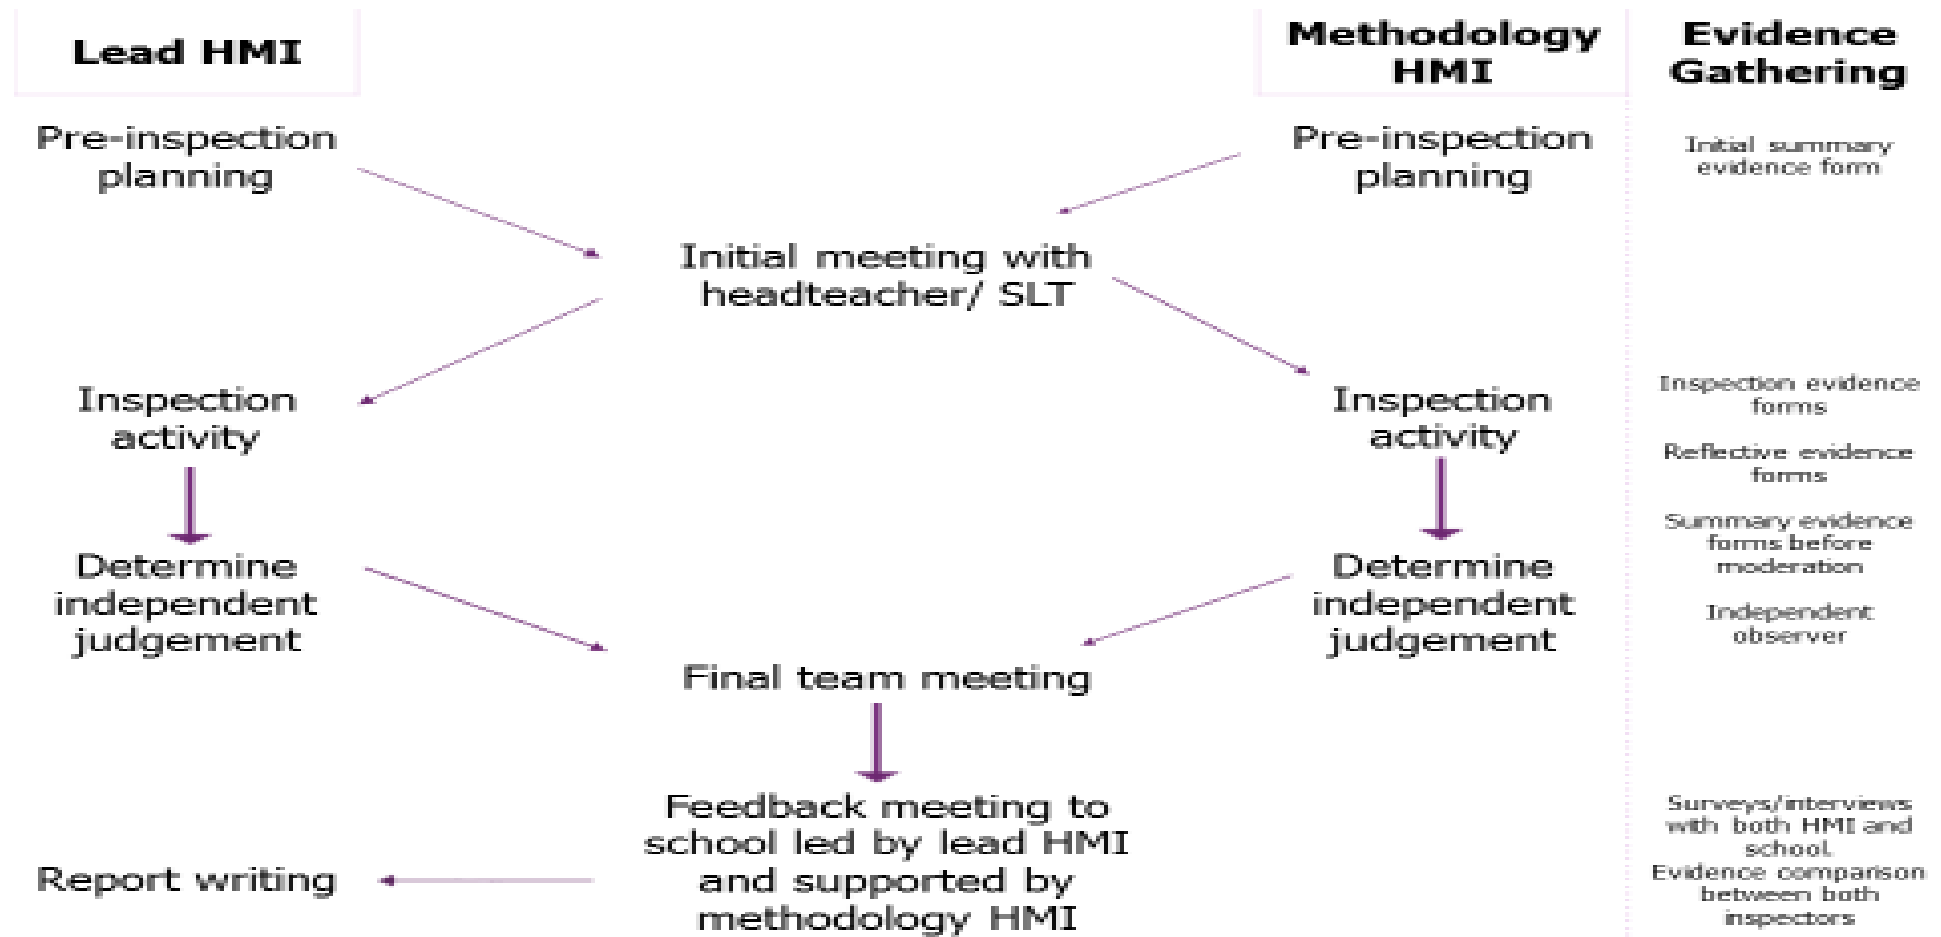 Lead HMI
Methodology
HMI
Evidence
Gathering
Pre-inspection
planning
Pre-inspection
planning
Initial summary
evidence form
Initial meeting with
headteacher/ SLT
Inspection
activity
Inspection
activity
Inspection evidence
forms
Reflective evidence
forms
Summary evidence
forms before
moderation
Independent
observer
Determine
independent
judgement
Determine
independent
judgement
Final team meeting
Feedback meeting to
school led by lead HMI
and supported by
methodology HMI
Report writing
Surveys/interviews
with both HMI and
school.
Evidence comparison
between both
inspectors